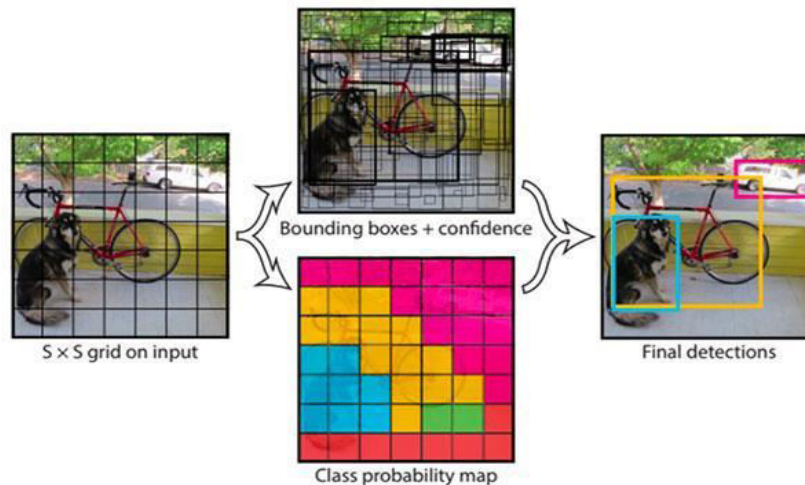 Bounding boxes + confidence
S × S grid on input
Final detections
Class probability map